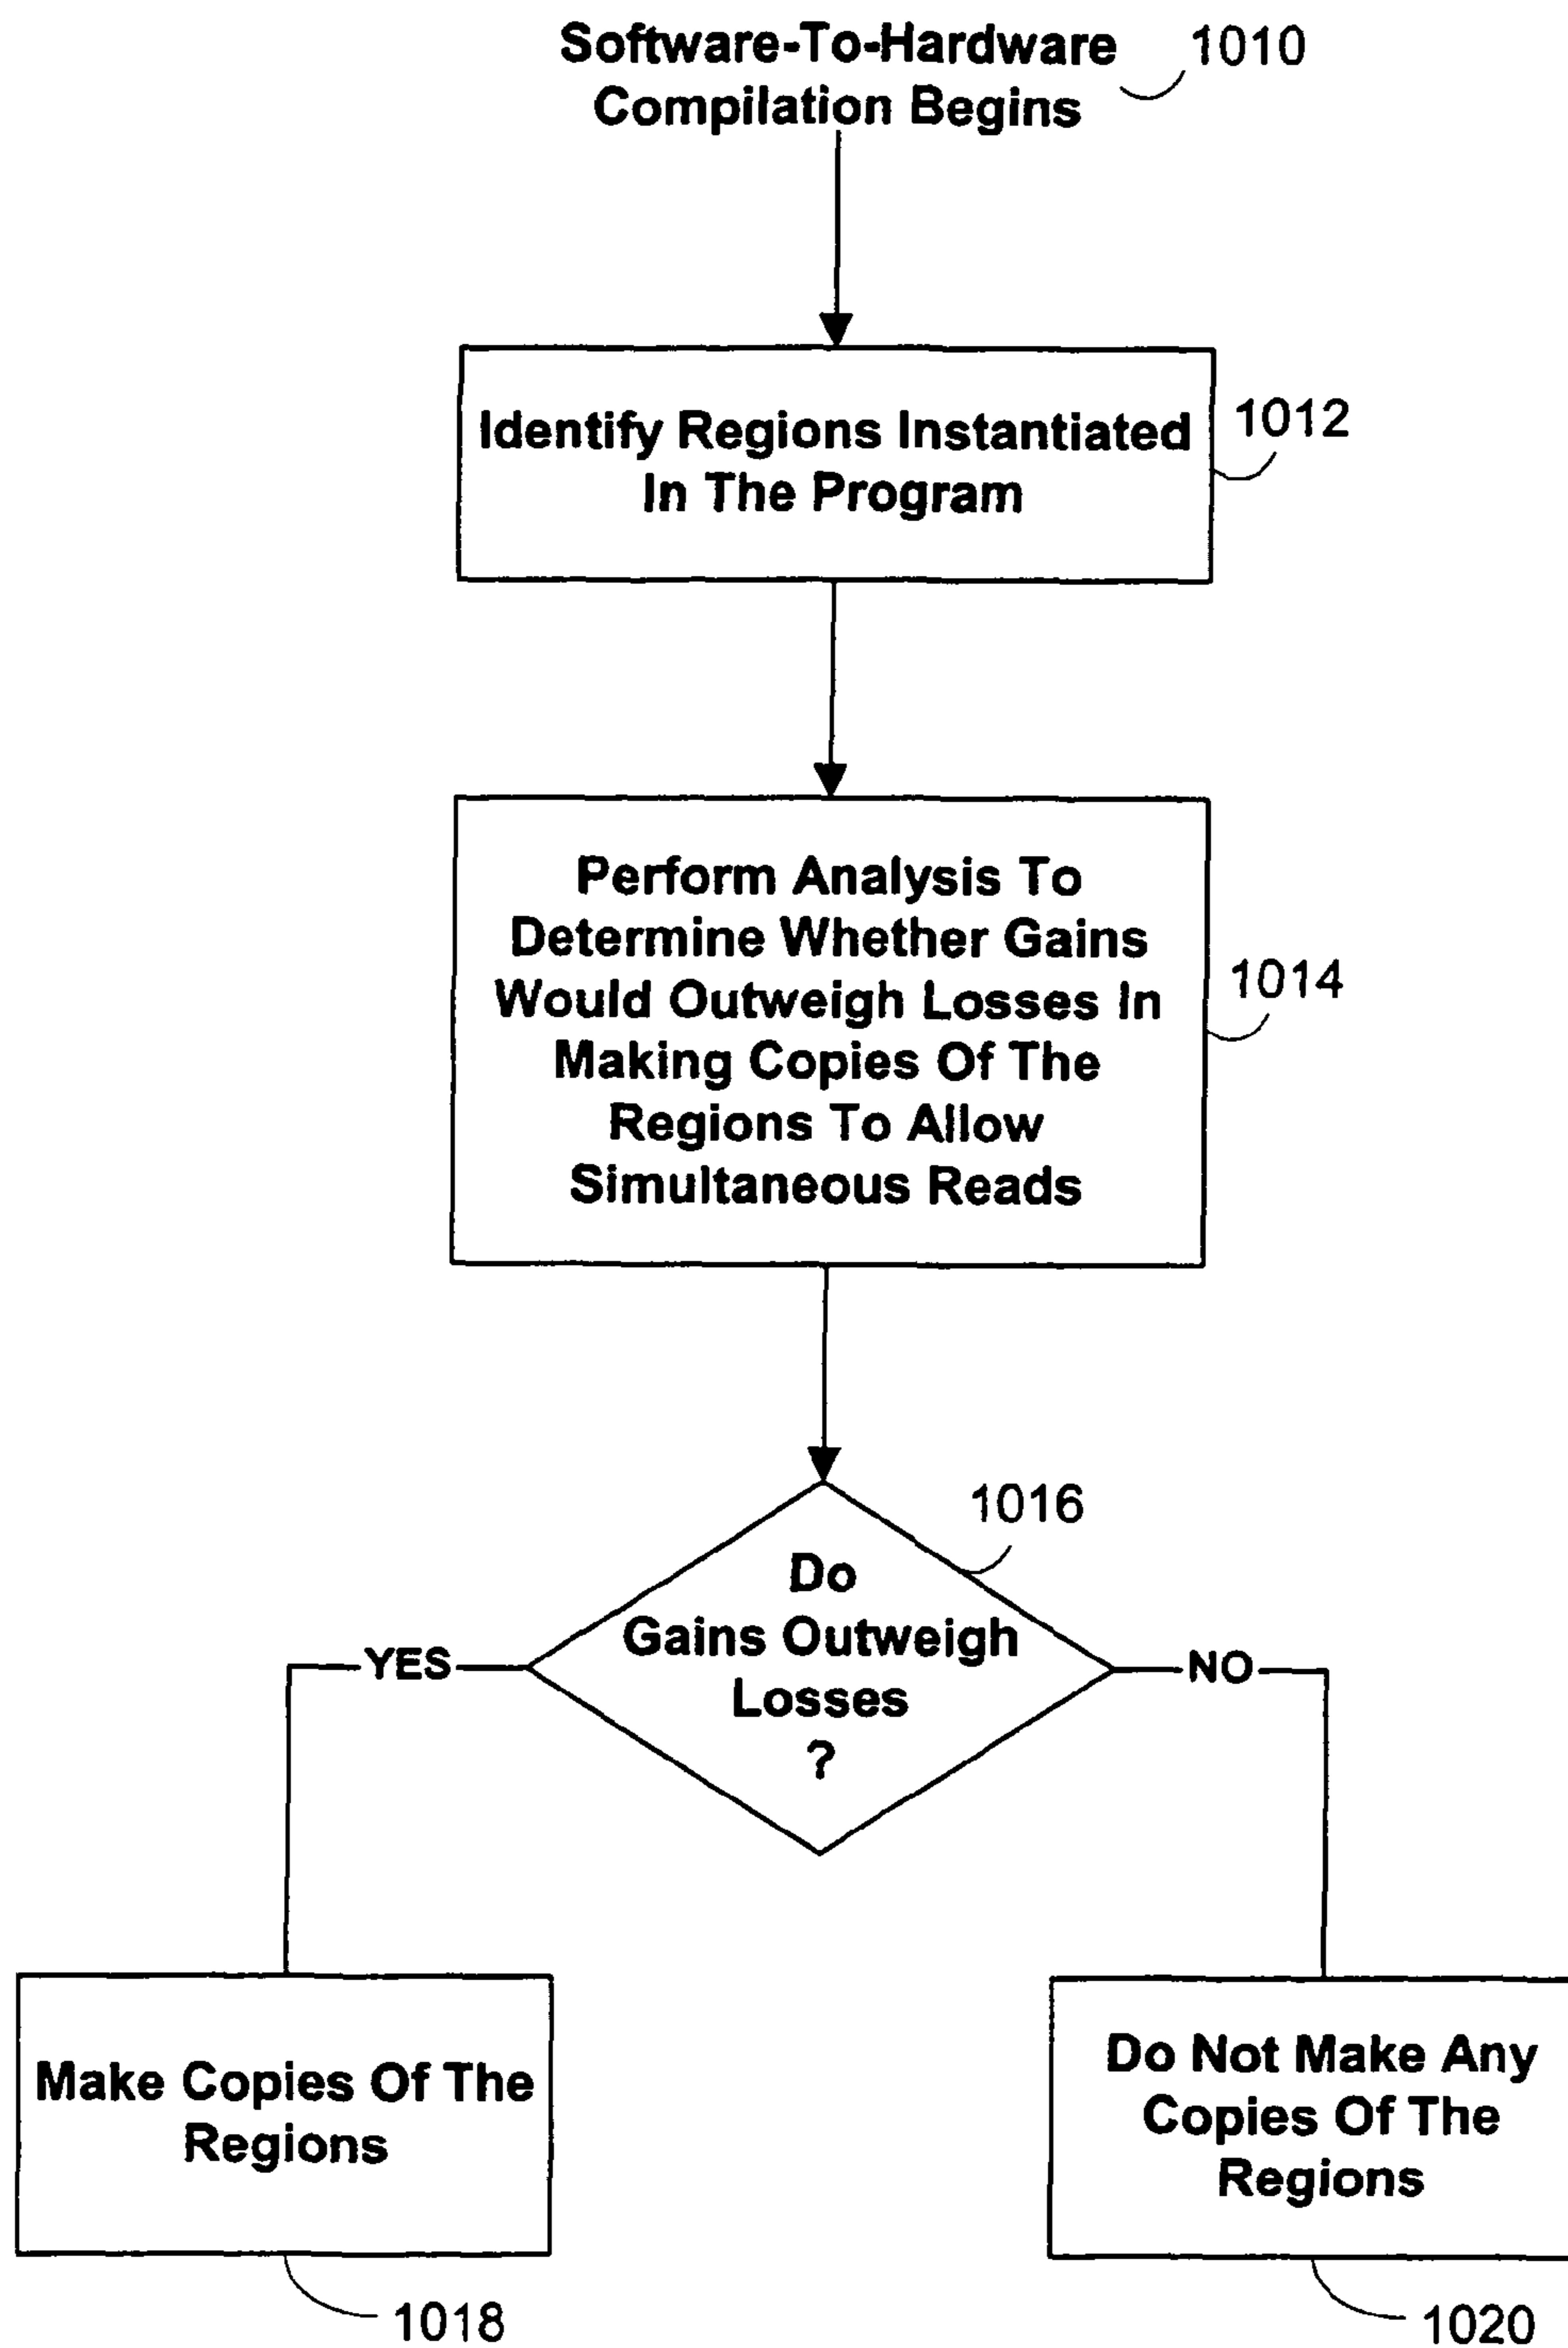 Software-To-Hardware
Compilation Begins
1010
Identify Regions Instantiated
In The Program
1012
Perform Analysis To
Determine Whether Gains
Would Outweigh Losses In
Making Copies Of The
Regions To Allow
Simultaneous Reads
1014
1016
Do
Gains Outweigh
Losses
?
YES
NO
Make Copies Of The
Regions
1018
Do Not Make Any
Copies Of The
Regions
1020